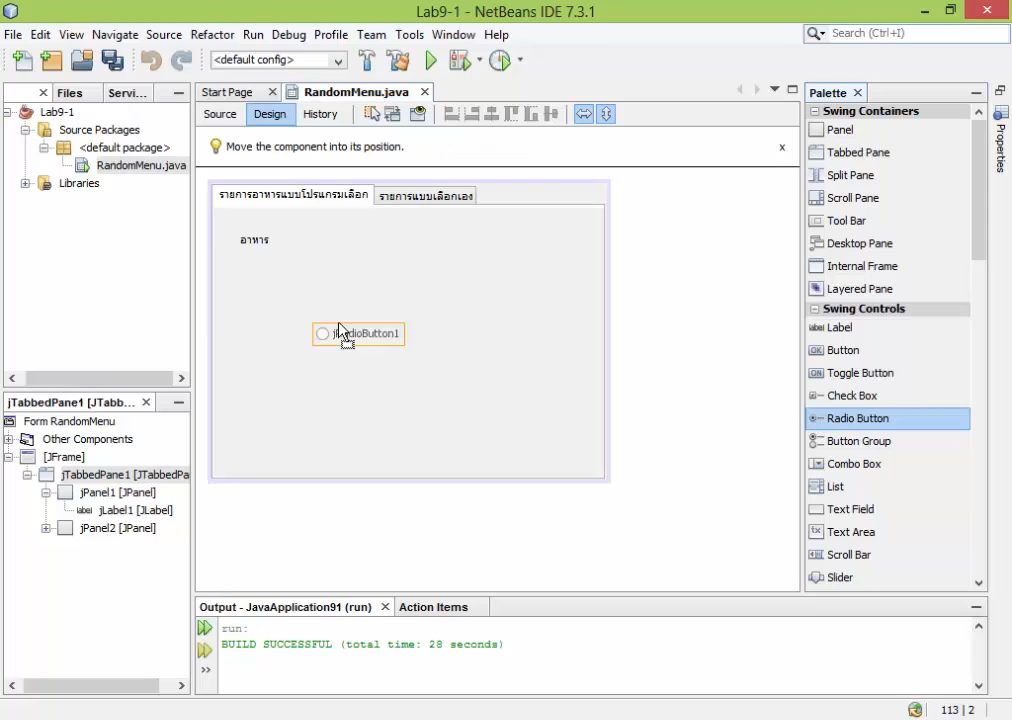 Lab9-1 - NetBeans IDE 7.3.1
File Edit View Navigate Source Refactor Run Debug Profile Team Tools Window Help
Search (Ctrl+I)
<default config>
Files Servi...
Start Page RandomMenu.java
Palette
Lab9-1
Source Packages
<default package>
RandomMenu.java
Libraries
Source Design History
Move the component into its position.
x
รายการอาหารแบบโปรแกรมเลือก รายการแบบเลือกเอง
อาหาร
jRadioButton1
Swing Containers
Panel
Tabbed Pane
Split Pane
Scroll Pane
Tool Bar
Desktop Pane
Internal Frame
Layered Pane
Swing Controls
label Label
OK Button
ON Toggle Button
Check Box
Radio Button
Button Group
Combo Box
List
Text Field
Text Area
Scroll Bar
Slider
Properties
jTabbedPane1 [JTabb...
Form RandomMenu
Other Components
[JFrame]
jTabbedPane1 [JTabbedPa
jPanel1 [JPanel]
label jLabel1 [JLabel]
jPanel2 [JPanel]
Output - JavaApplication91 (run) Action Items
run:
BUILD SUCCESSFUL (total time: 28 seconds)
113 | 2